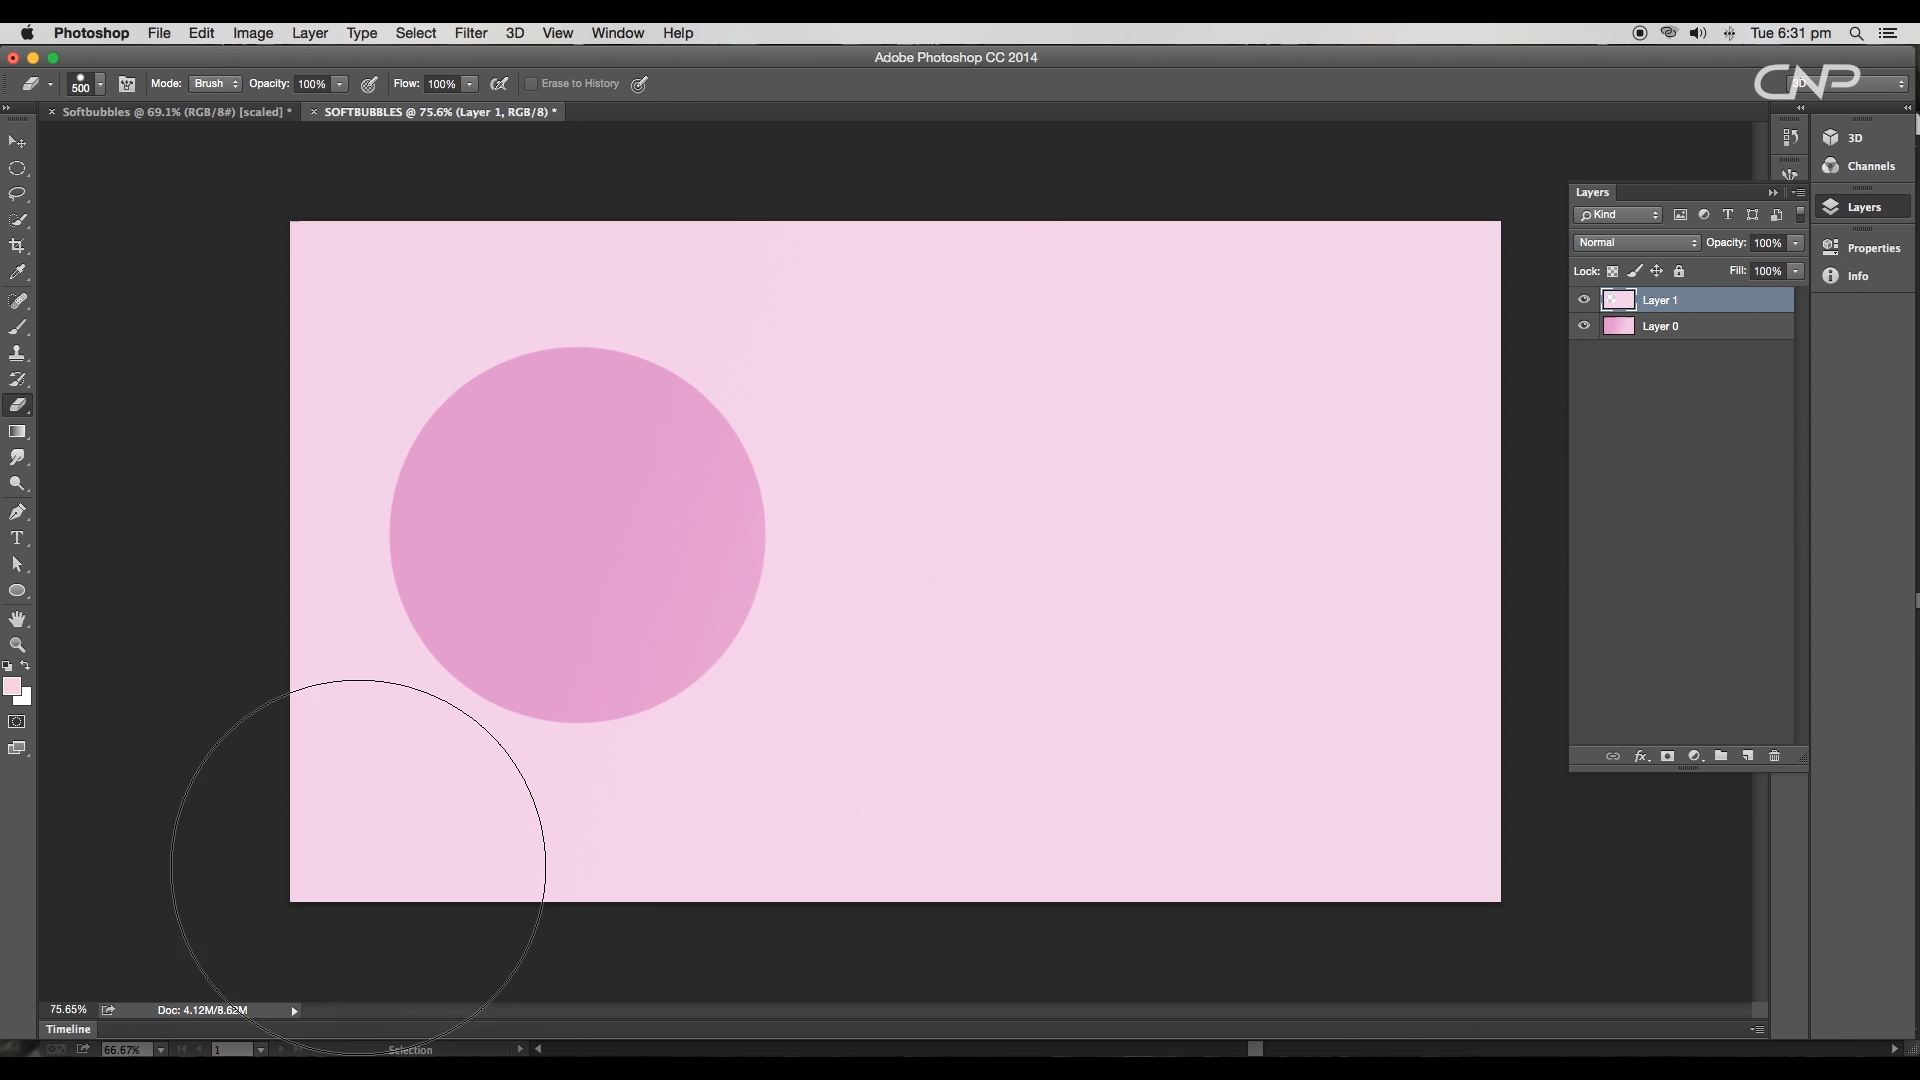 Photoshop File Edit Image Layer Type Select Filter 3D View Window Help Tue 6:31 pm
Adobe Photoshop CC 2014
500 Mode: Brush Opacity: 100% Flow: 100% Erase to History
CNP
3D
× Softbubbles @ 69.1% (RGB/8#) [scaled] * × SOFTBUBBLES @ 75.6% (Layer 1, RGB/8) *
3D
Channels
Layers
Properties
Info
Layers
Kind
Normal Opacity: 100%
Lock: Fill: 100%
Layer 1
Layer 0
fx
T
75.65% Doc: 4.12M/8.62M
Timeline
66.67% 1 Selection